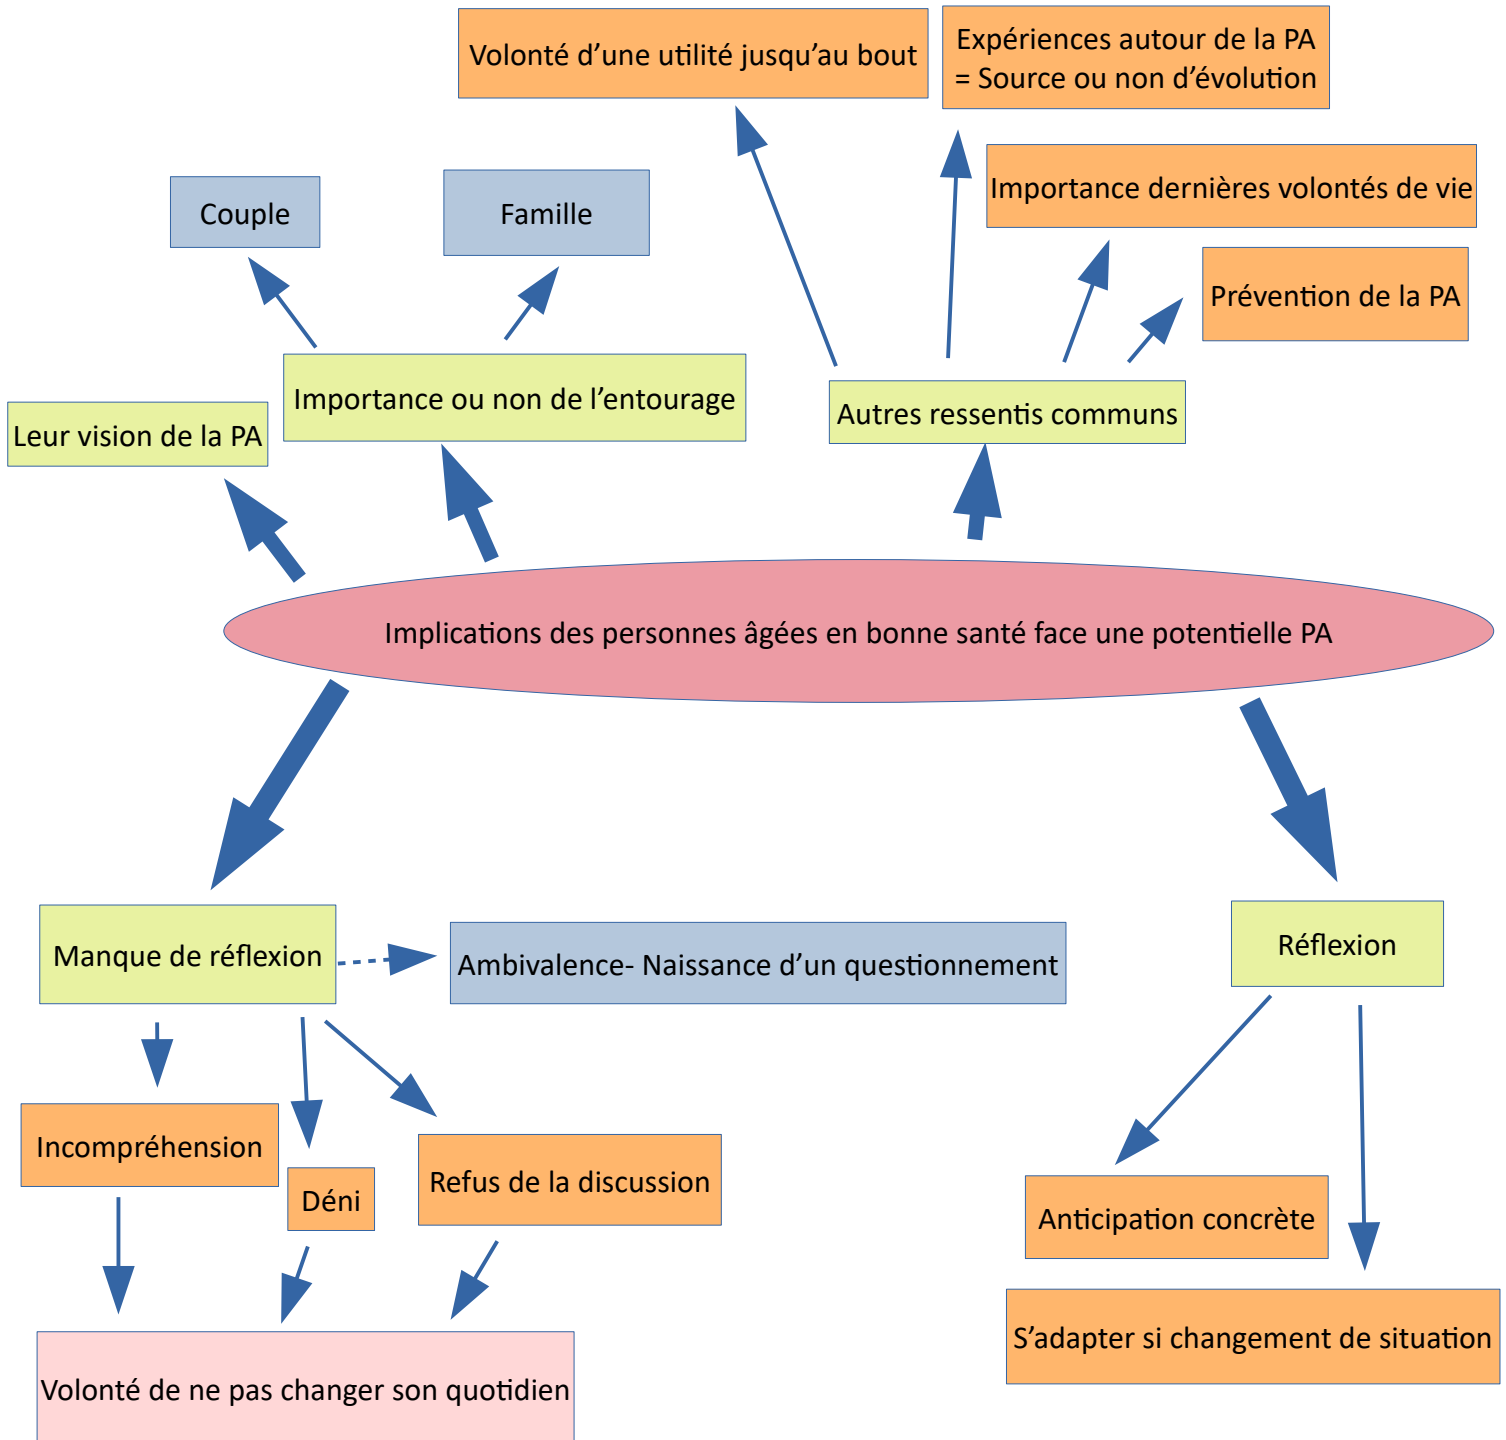 Volonté d’une utilité jusqu’au bout
Expériences autour de la PA
= Source ou non d’évolution
Importance dernières volontés de vie
Couple
Famille
Prévention de la PA
Importance ou non de l’entourage
Autres ressentis communs
Leur vision de la PA
Implications des personnes âgées en bonne santé face une potentielle PA
Manque de réflexion
Ambivalence- Naissance d’un questionnement
Réflexion
Incompréhension
Déni
Refus de la discussion
Anticipation concrète
S’adapter si changement de situation
Volonté de ne pas changer son quotidien